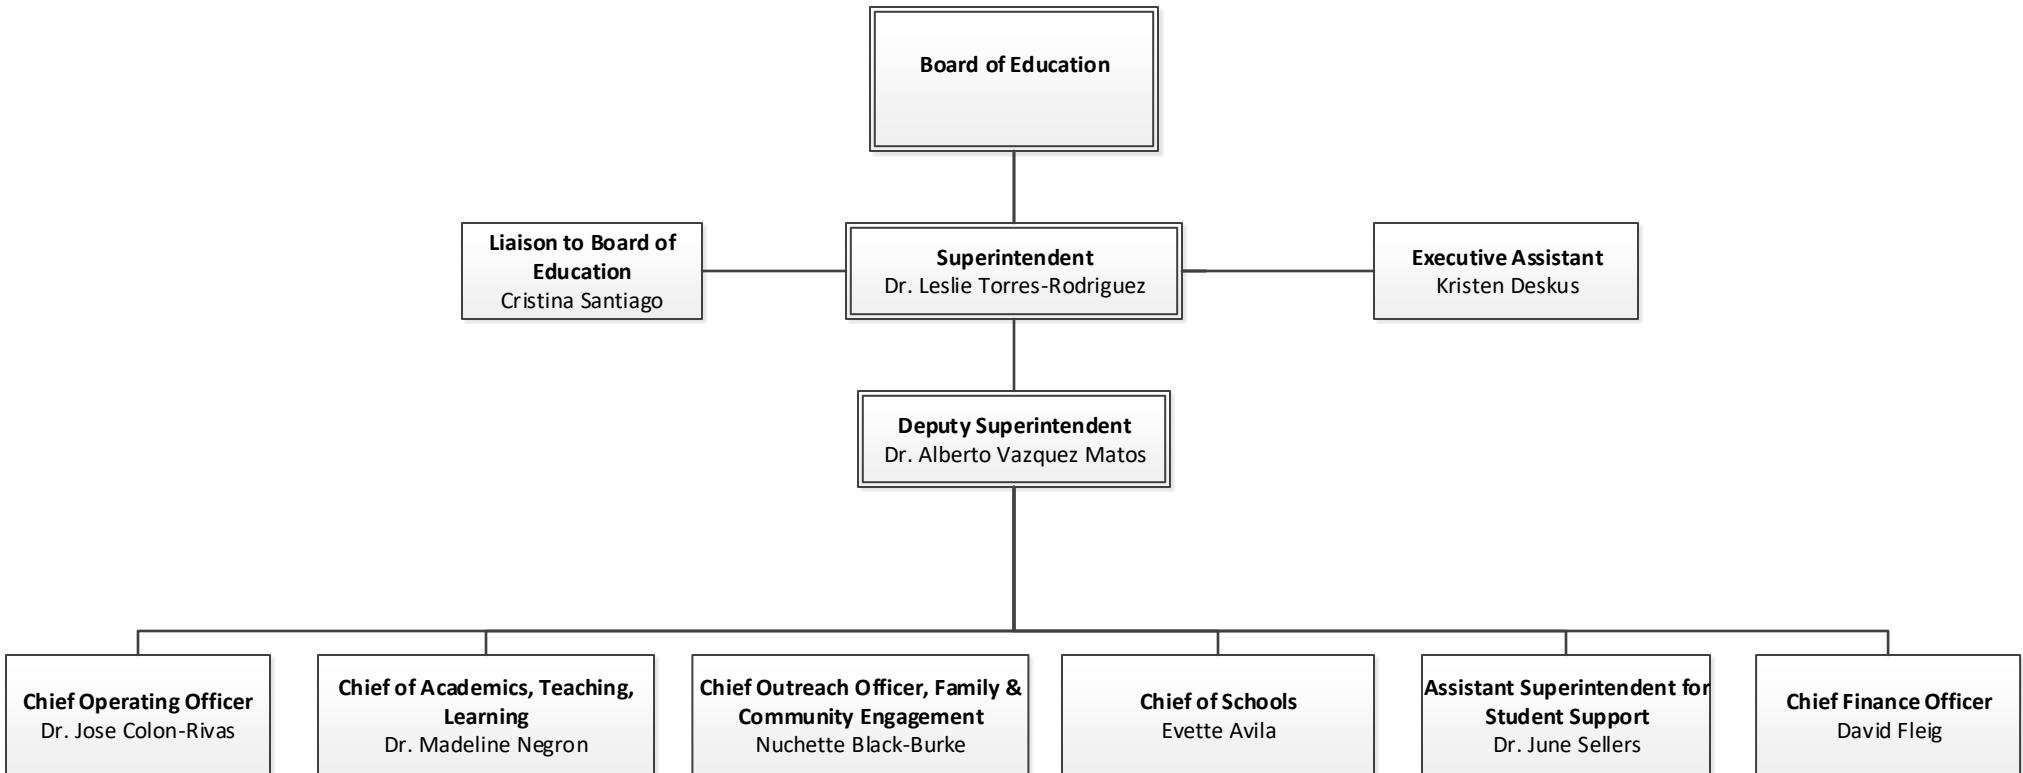 Board of Education
Liaison to Board of
Education
Cristina Santiago
Superintendent
Dr. Leslie Torres-Rodriguez
Executive Assistant
Kristen Deskus
Deputy Superintendent
Dr. Alberto Vazquez Matos
Chief Operating Officer
Dr. Jose Colon-Rivas
Chief of Academics, Teaching,
Learning
Dr. Madeline Negron
Chief Outreach Officer, Family &
Community Engagement
Nuchette Black-Burke
Chief of Schools
Evette Avila
Assistant Superintendent for
Student Support
Dr. June Sellers
Chief Finance Officer
David Fleig